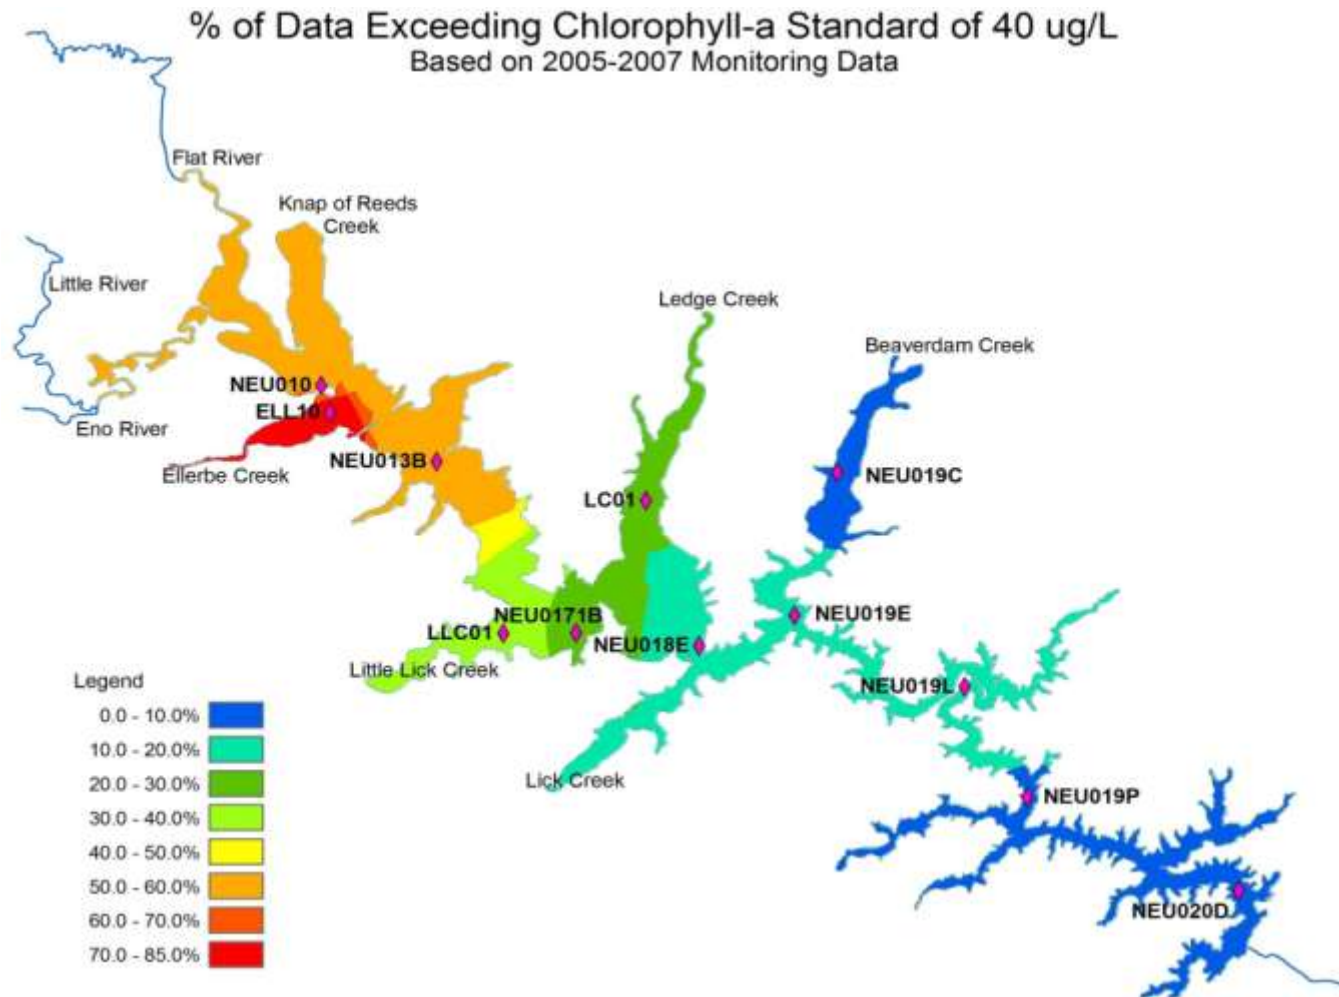 % of Data Exceeding Chlorophyll-a Standard of 40 ug/L
Based on 2005-2007 Monitoring Data
Flat River
Knap of Reeds
Creek
Little River
Ledge Creek
Beaverdam Creek
NEU010
ELL10
Eno River
NEU013B
Ellerbe Creek
NEU019C
LC01
NEU0171B
NEU019E
LLC01
NEU018E
Little Lick Creek
NEU019L
Lick Creek
NEU019P
NEU020D
Legend
0.0 - 10.0%
10.0 - 20.0%
20.0 - 30.0%
30.0 - 40.0%
40.0 - 50.0%
50.0 - 60.0%
60.0 - 70.0%
70.0 - 85.0%